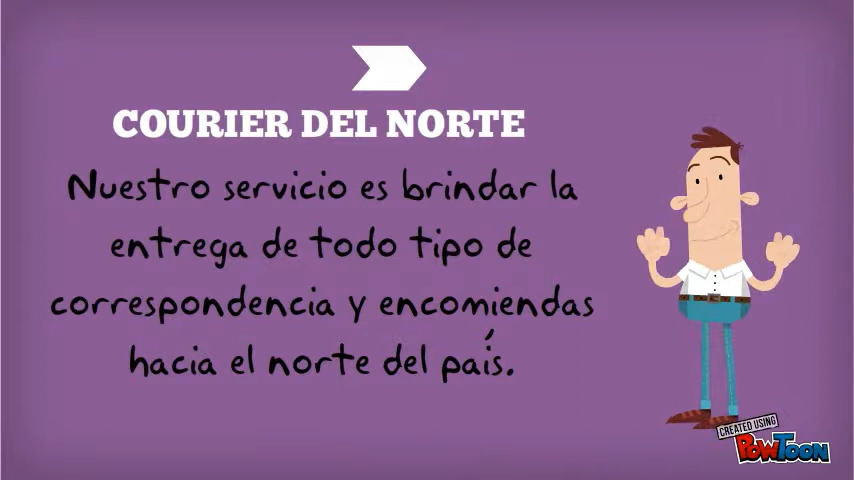 COURIER DEL NORTE
Nuestro servicio es brindar la
entrega de todo tipo de
correspondencia y encomiendas
hacia el norte del país.
CREATED USING
POWTOON